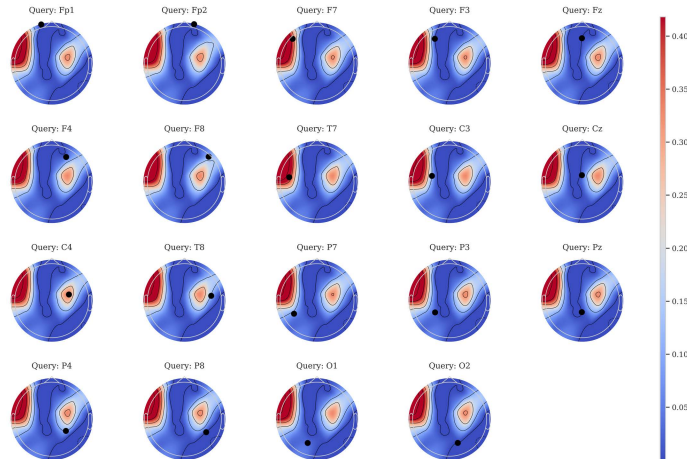 Query: Fp1
Query: Fp2
Query: F7
Query: F3
Query: Fz
Query: F4
Query: F8
Query: T7
Query: C3
Query: Cz
Query: C4
Query: T8
Query: P7
Query: P3
Query: Pz
Query: P4
Query: P8
Query: O1
Query: O2
0.40
0.35
0.30
0.25
0.20
0.15
0.10
0.05